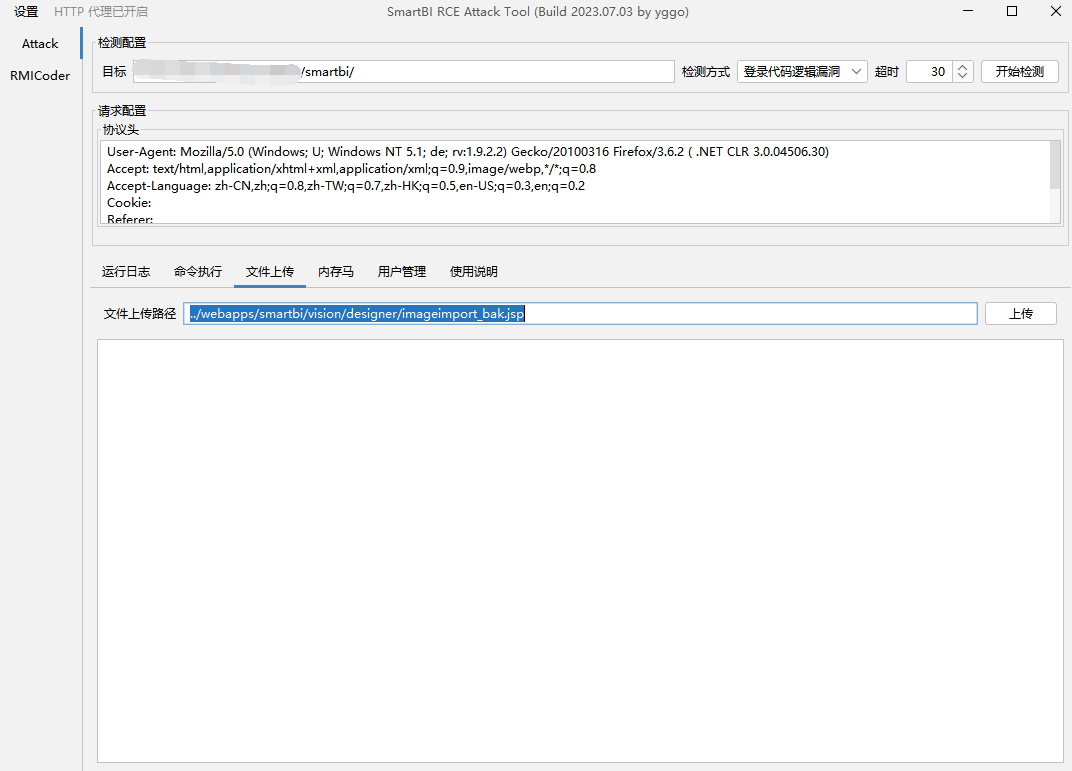 设置 HTTP 代理已开启 SmartBI RCE Attack Tool (Build 2023.07.03 by yggo)
Attack
RMICoder
检测配置
目标 /smartbi/ 检测方式 登录代码逻辑漏洞 超时 30 开始检测
请求配置
协议头
User-Agent: Mozilla/5.0 (Windows; U; Windows NT 5.1; de; rv:1.9.2.2) Gecko/20100316 Firefox/3.6.2 ( .NET CLR 3.0.04506.30)
Accept: text/html,application/xhtml+xml,application/xml;q=0.9,image/webp,*/*;q=0.8
Accept-Language: zh-CN,zh;q=0.8,zh-TW;q=0.7,zh-HK;q=0.5,en-US;q=0.3,en;q=0.2
Cookie:
Referer:
运行日志 命令执行 文件上传 内存马 用户管理 使用说明
文件上传路径 ../webapps/smartbi/vision/designer/imageimport_bak.jsp 上传